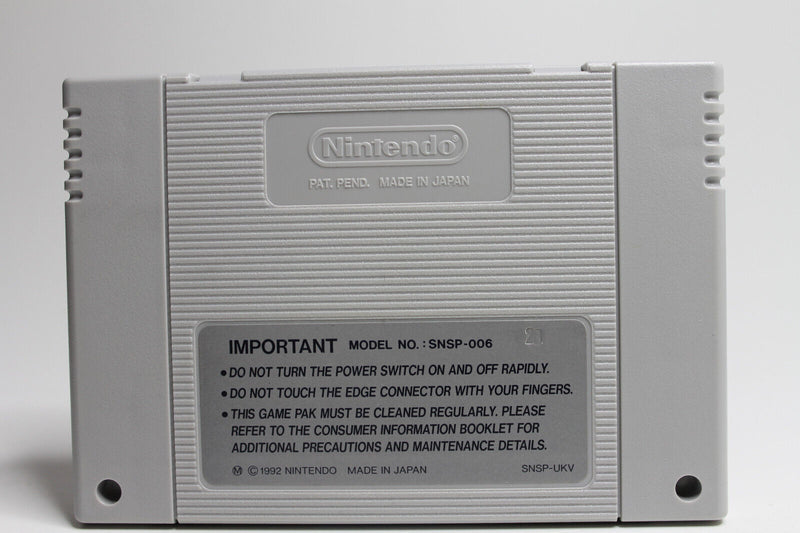 Nintendo®
PAT. PEND. MADE IN JAPAN
IMPORTANT MODEL NO.: SNSP-006 21
• DO NOT TURN THE POWER SWITCH ON AND OFF RAPIDLY.
• DO NOT TOUCH THE EDGE CONNECTOR WITH YOUR FINGERS.
• THIS GAME PAK MUST BE CLEANED REGULARLY. PLEASE
REFER TO THE CONSUMER INFORMATION BOOKLET FOR
ADDITIONAL PRECAUTIONS AND MAINTENANCE DETAILS.
Ⓜ ©1992 NINTENDO MADE IN JAPAN SNSP-UKV